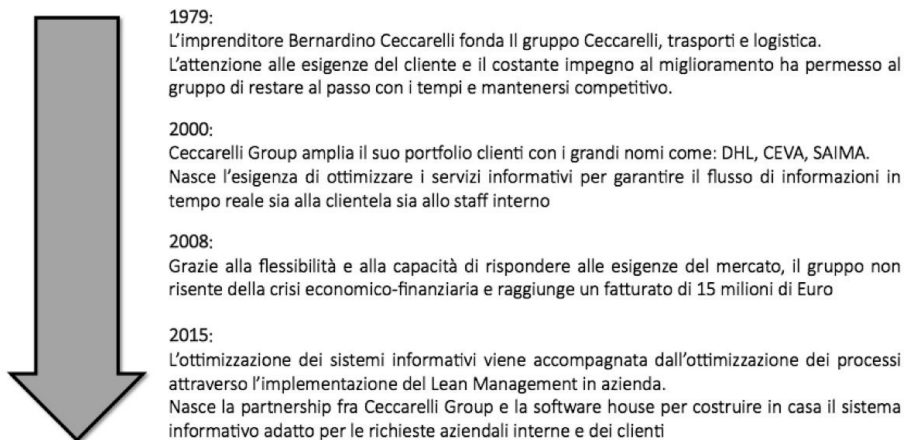 1979:
L'imprenditore Bernardino Ceccarelli fonda Il gruppo Ceccarelli, trasporti e logistica.
L'attenzione alle esigenze del cliente e il costante impegno al miglioramento ha permesso al
gruppo di restare al passo con i tempi e mantenersi competitivo.
2000:
Ceccarelli Group amplia il suo portfolio clienti con i grandi nomi come: DHL, CEVA, SAIMA.
Nasce l'esigenza di ottimizzare i servizi informativi per garantire il flusso di informazioni in
tempo reale sia alla clientela sia allo staff interno
2008:
Grazie alla flessibilità e alla capacità di rispondere alle esigenze del mercato, il gruppo non
risente della crisi economico-finanziaria e raggiunge un fatturato di 15 milioni di Euro
2015:
L'ottimizzazione dei sistemi informativi viene accompagnata dall'ottimizzazione dei processi
attraverso l'implementazione del Lean Management in azienda.
Nasce la partnership fra Ceccarelli Group e la software house per costruire in casa il sistema
informativo adatto per le richieste aziendali interne e dei clienti